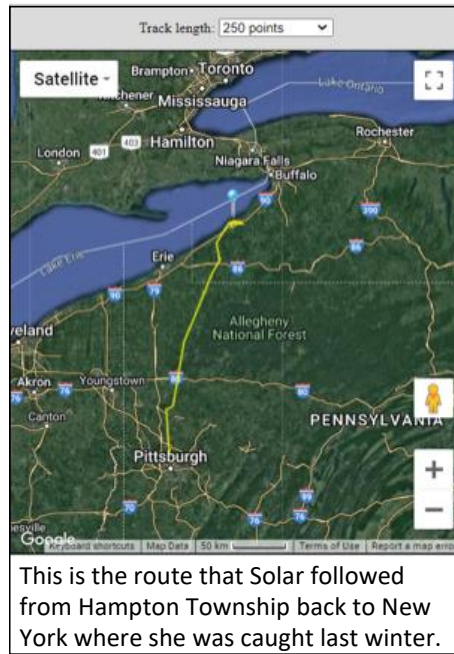 Track length: 250 points
Satellite
Brampton
Toronto
Lake Ontario
Kitchener
Mississauga
Hamilton
Rochester
London
401
403
Niagara Falls
Buffalo
90
390
86
Lake Erie
Erie
86
90
79
Allegheny
National Forest
Akron
76
Youngstown
80
80
76
Canton
PENNSYLVANIA
Pittsburgh
99
70
76
76
Google
Keyboard shortcuts
Map Data
50 km
Terms of Use
Report a map error
This is the route that Solar followed
from Hampton Township back to New
York where she was caught last winter.